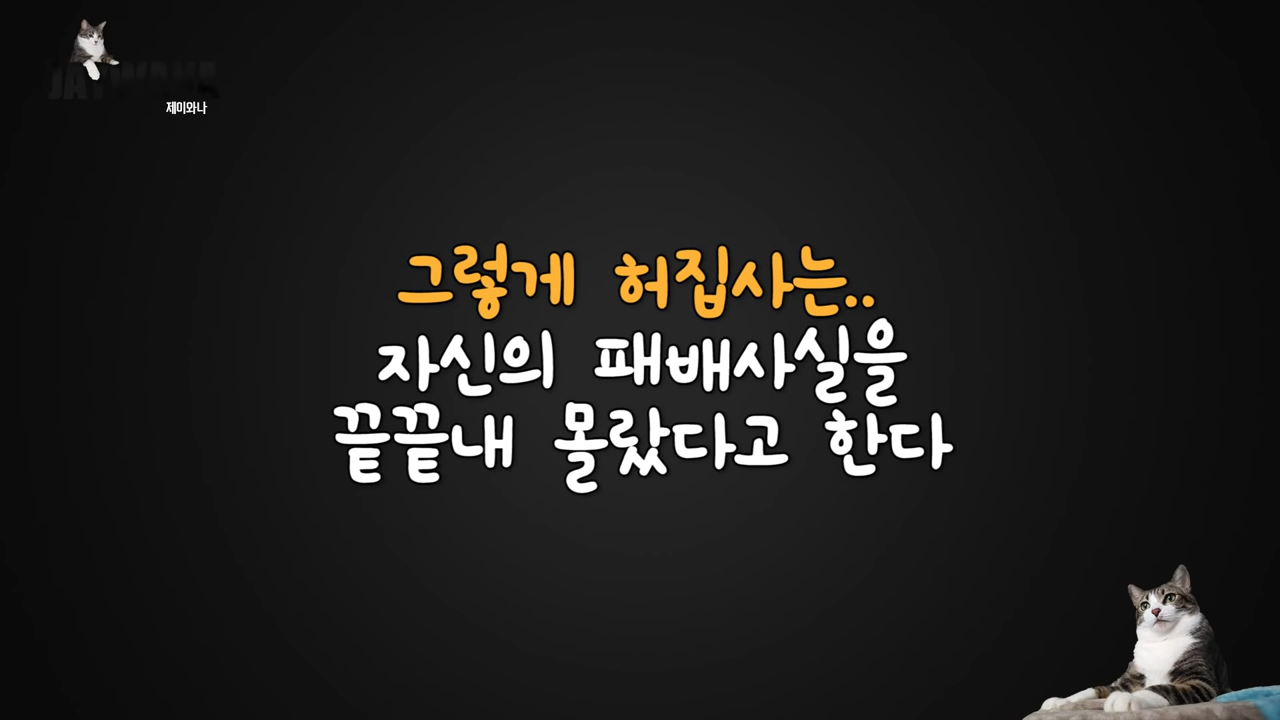 제미와나
그렇게 허집사는..
자신의 패배사실을
끝끝내 몰랐다고 한다